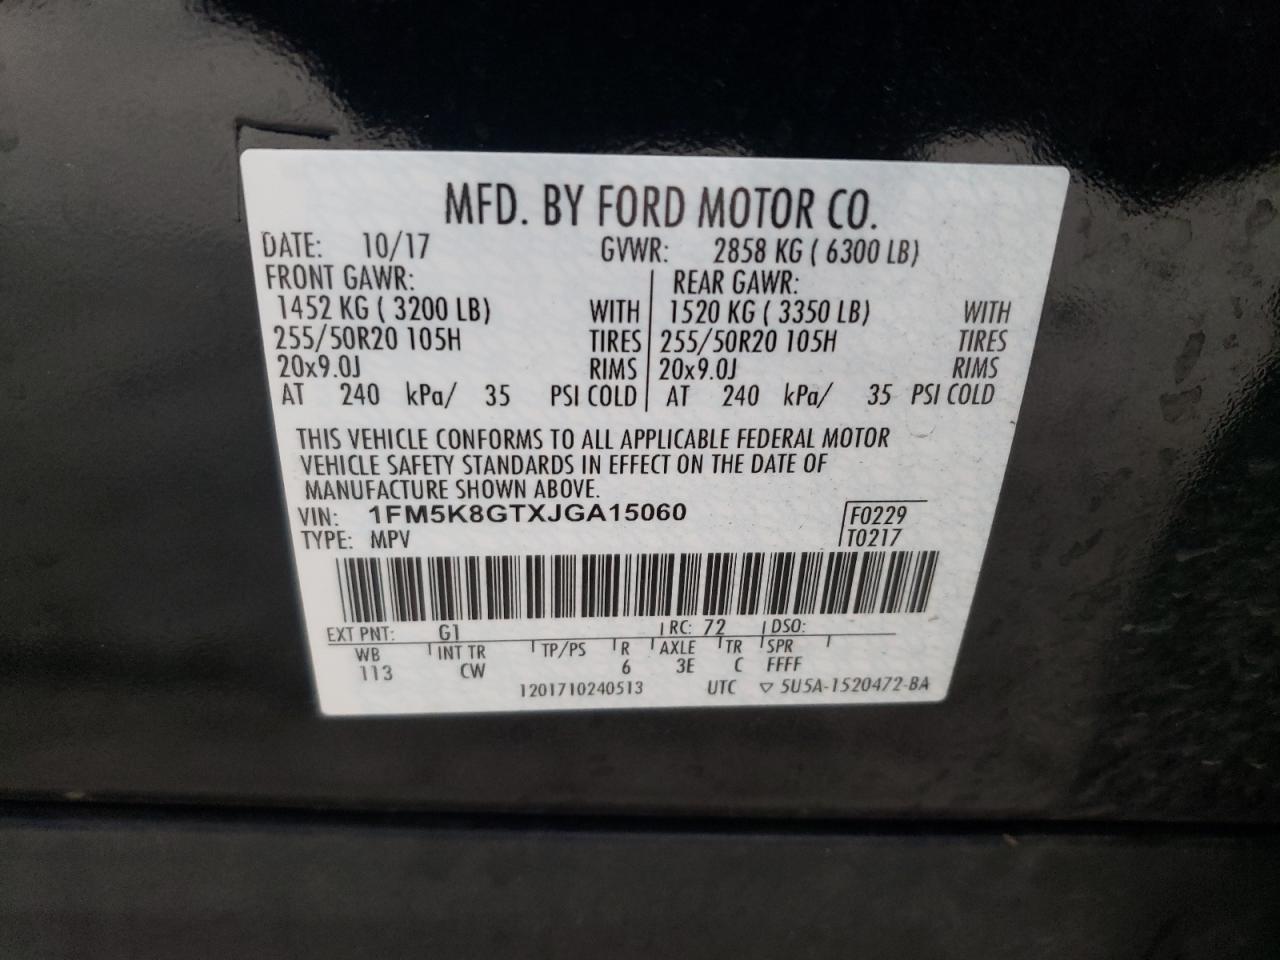 MFD. BY FORD MOTOR CO.
DATE: 10/17 GVWR: 2858 KG ( 6300 LB)
FRONT GAWR: REAR GAWR:
1452 KG ( 3200 LB) WITH 1520 KG ( 3350 LB) WITH
255/50R20 105H TIRES 255/50R20 105H TIRES
20x9.0J RIMS 20x9.0J RIMS
AT 240 kPa/ 35 PSI COLD AT 240 kPa/ 35 PSI COLD
THIS VEHICLE CONFORMS TO ALL APPLICABLE FEDERAL MOTOR
VEHICLE SAFETY STANDARDS IN EFFECT ON THE DATE OF
MANUFACTURE SHOWN ABOVE.
VIN: 1FM5K8GTXJGA15060 F0229
TYPE: MPV T0217
EXT PNT: G1 RC: 72 DSO:
WB INT TR TP/PS R AXLE TR SPR
113 CW 6 3E C FFFF
1201710240513 UTC ▽ 5U5A-1520472-BA